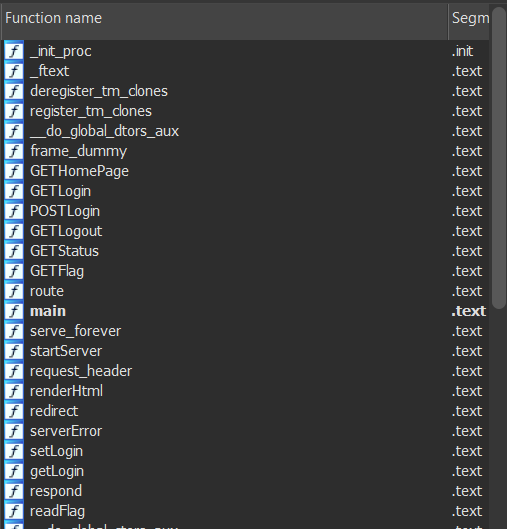 Function name Segm
_init_proc .init
_ftext .text
deregister_tm_clones .text
register_tm_clones .text
__do_global_dtors_aux .text
frame_dummy .text
GETHomePage .text
GETLogin .text
POSTLogin .text
GETLogout .text
GETStatus .text
GETFlag .text
route .text
main .text
serve_forever .text
startServer .text
request_header .text
renderHtml .text
redirect .text
serverError .text
setLogin .text
getLogin .text
respond .text
readFlag .text